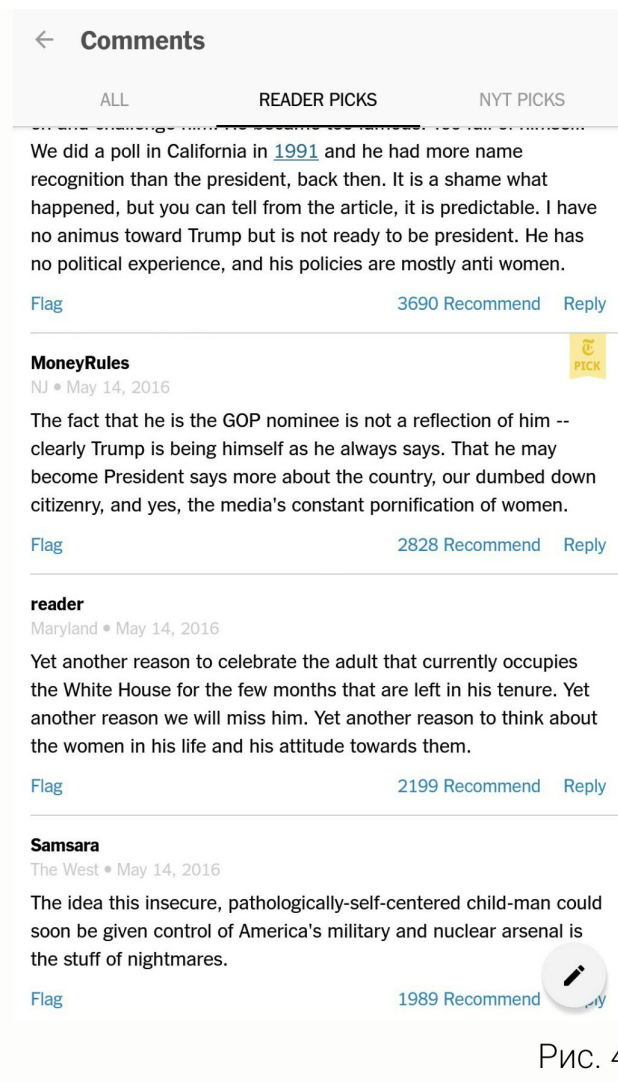 Comments
ALL READER PICKS NYT PICKS
We did a poll in California in 1991 and he had more name
recognition than the president, back then. It is a shame what
happened, but you can tell from the article, it is predictable. I have
no animus toward Trump but is not ready to be president. He has
no political experience, and his policies are mostly anti women.
Flag 3690 Recommend Reply
MoneyRules
PICK
NJ • May 14, 2016
The fact that he is the GOP nominee is not a reflection of him --
clearly Trump is being himself as he always says. That he may
become President says more about the country, our dumbed down
citizenry, and yes, the media's constant pornification of women.
Flag 2828 Recommend Reply
reader
Maryland • May 14, 2016
Yet another reason to celebrate the adult that currently occupies
the White House for the few months that are left in his tenure. Yet
another reason we will miss him. Yet another reason to think about
the women in his life and his attitude towards them.
Flag 2199 Recommend Reply
Samsara
The West • May 14, 2016
The idea this insecure, pathologically-self-centered child-man could
soon be given control of America's military and nuclear arsenal is
the stuff of nightmares.
Flag 1989 Recommend
Рис. 4